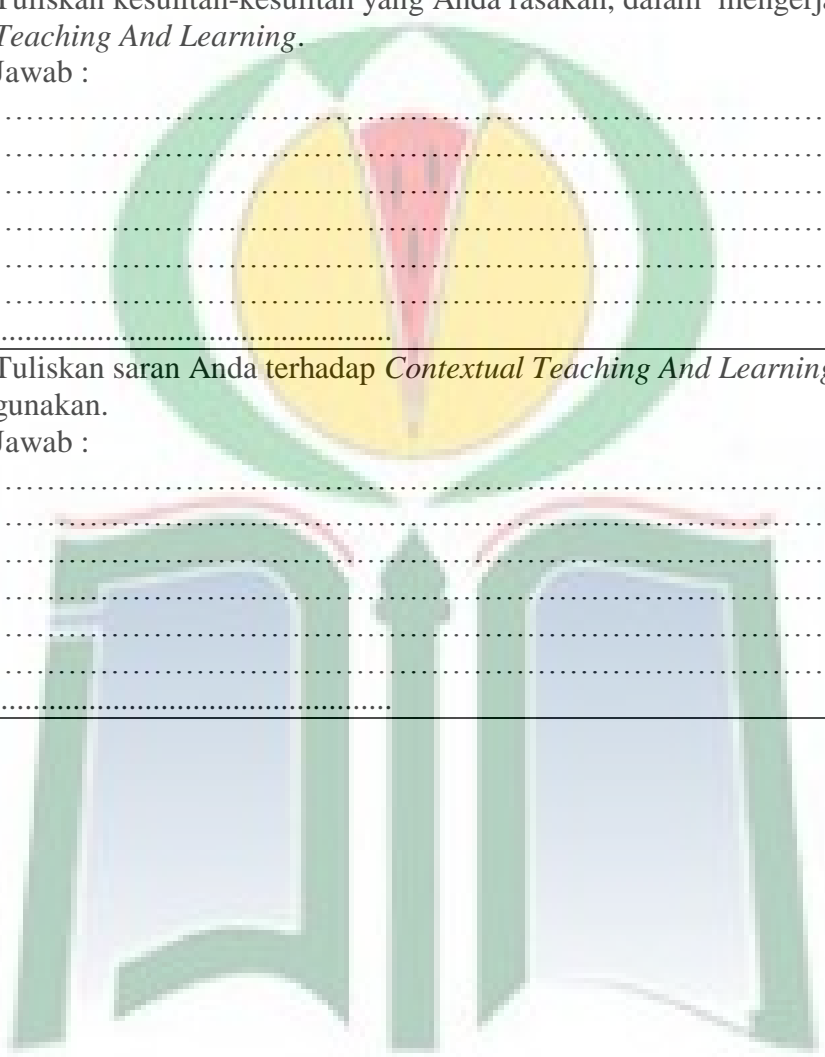 Tuliskan kesulitan-kesulitan yang Anda rasakan, dalam mengerja
Teaching And Learning.
Jawab :
........................................................................
........................................................................
........................................................................
........................................................................
........................................................................
........................................................................
.................................................
Tuliskan saran Anda terhadap Contextual Teaching And Learning
gunakan.
Jawab :
........................................................................
........................................................................
........................................................................
........................................................................
........................................................................
........................................................................
.................................................